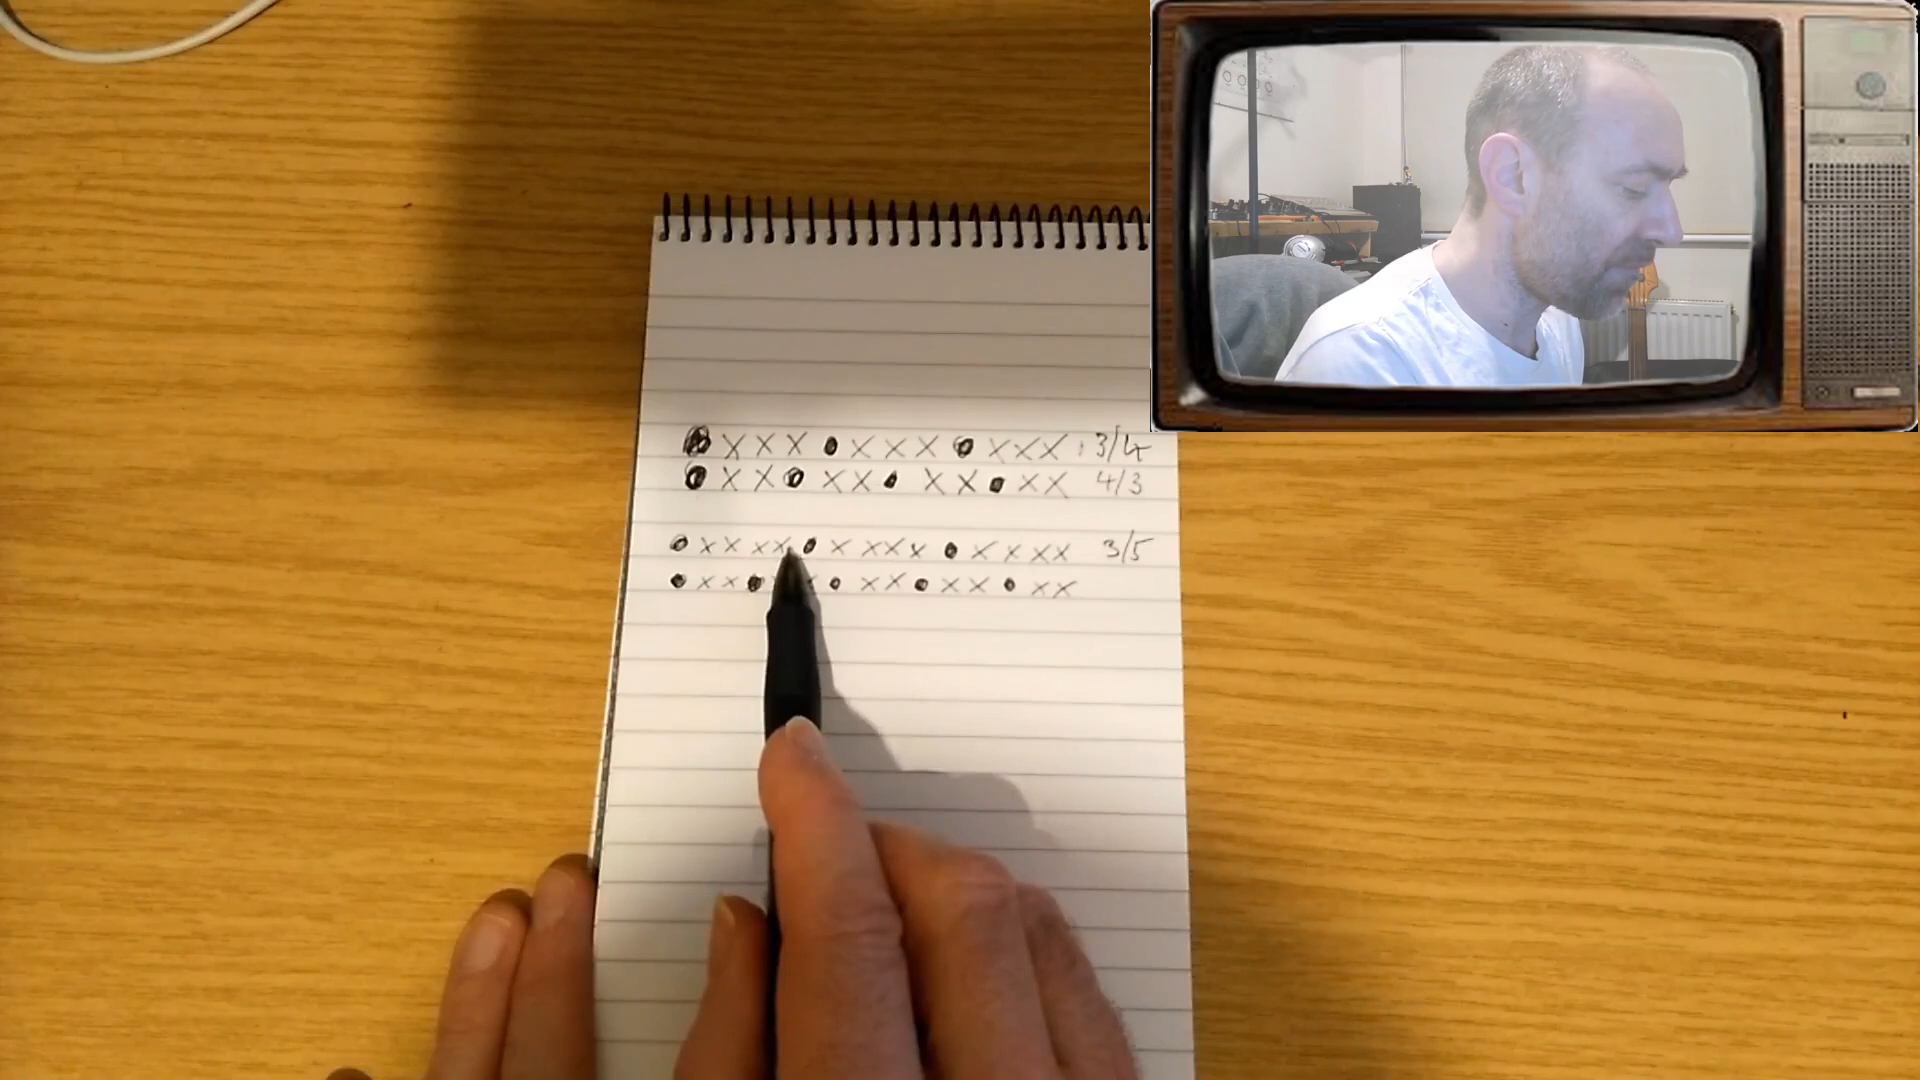 ● X X X ● X X X ● X X X 3/4
● X X ● X X ● X X ● X X 4/3
● x x x x ● x x x x ● x x x x 3/5
● x x ● x x ● x x ● x x ● x x